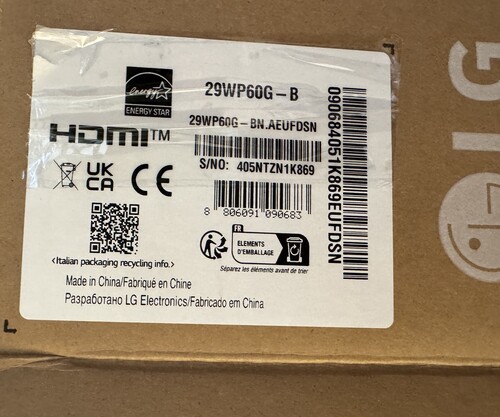 energy
ENERGY STAR
29WP60G-B
HDMI™
29WP60G-BN.AEUFDSN
S/NO: 405NTZN1K869
UK
CA
CE
8 806091 090683
<Italian packaging recycling info.>
FR
ELEMENTS
D'EMBALLAGE
Séparez les éléments avant de trier
Made in China/Fabriqué en Chine
Разработано LG Electronics/Fabricado em China
090684051K869EUFDSN
LG